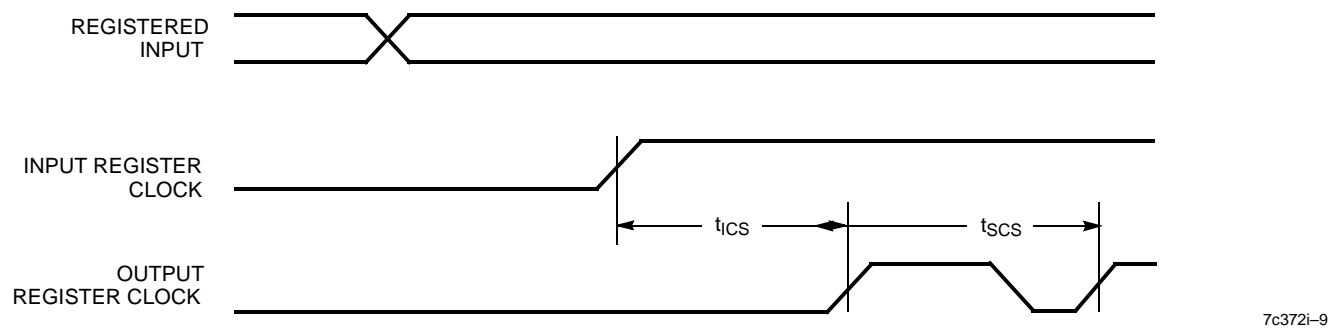 REGISTERED
INPUT
INPUT REGISTER
CLOCK
tICS
tSCS
OUTPUT
REGISTER CLOCK
7c372i–9